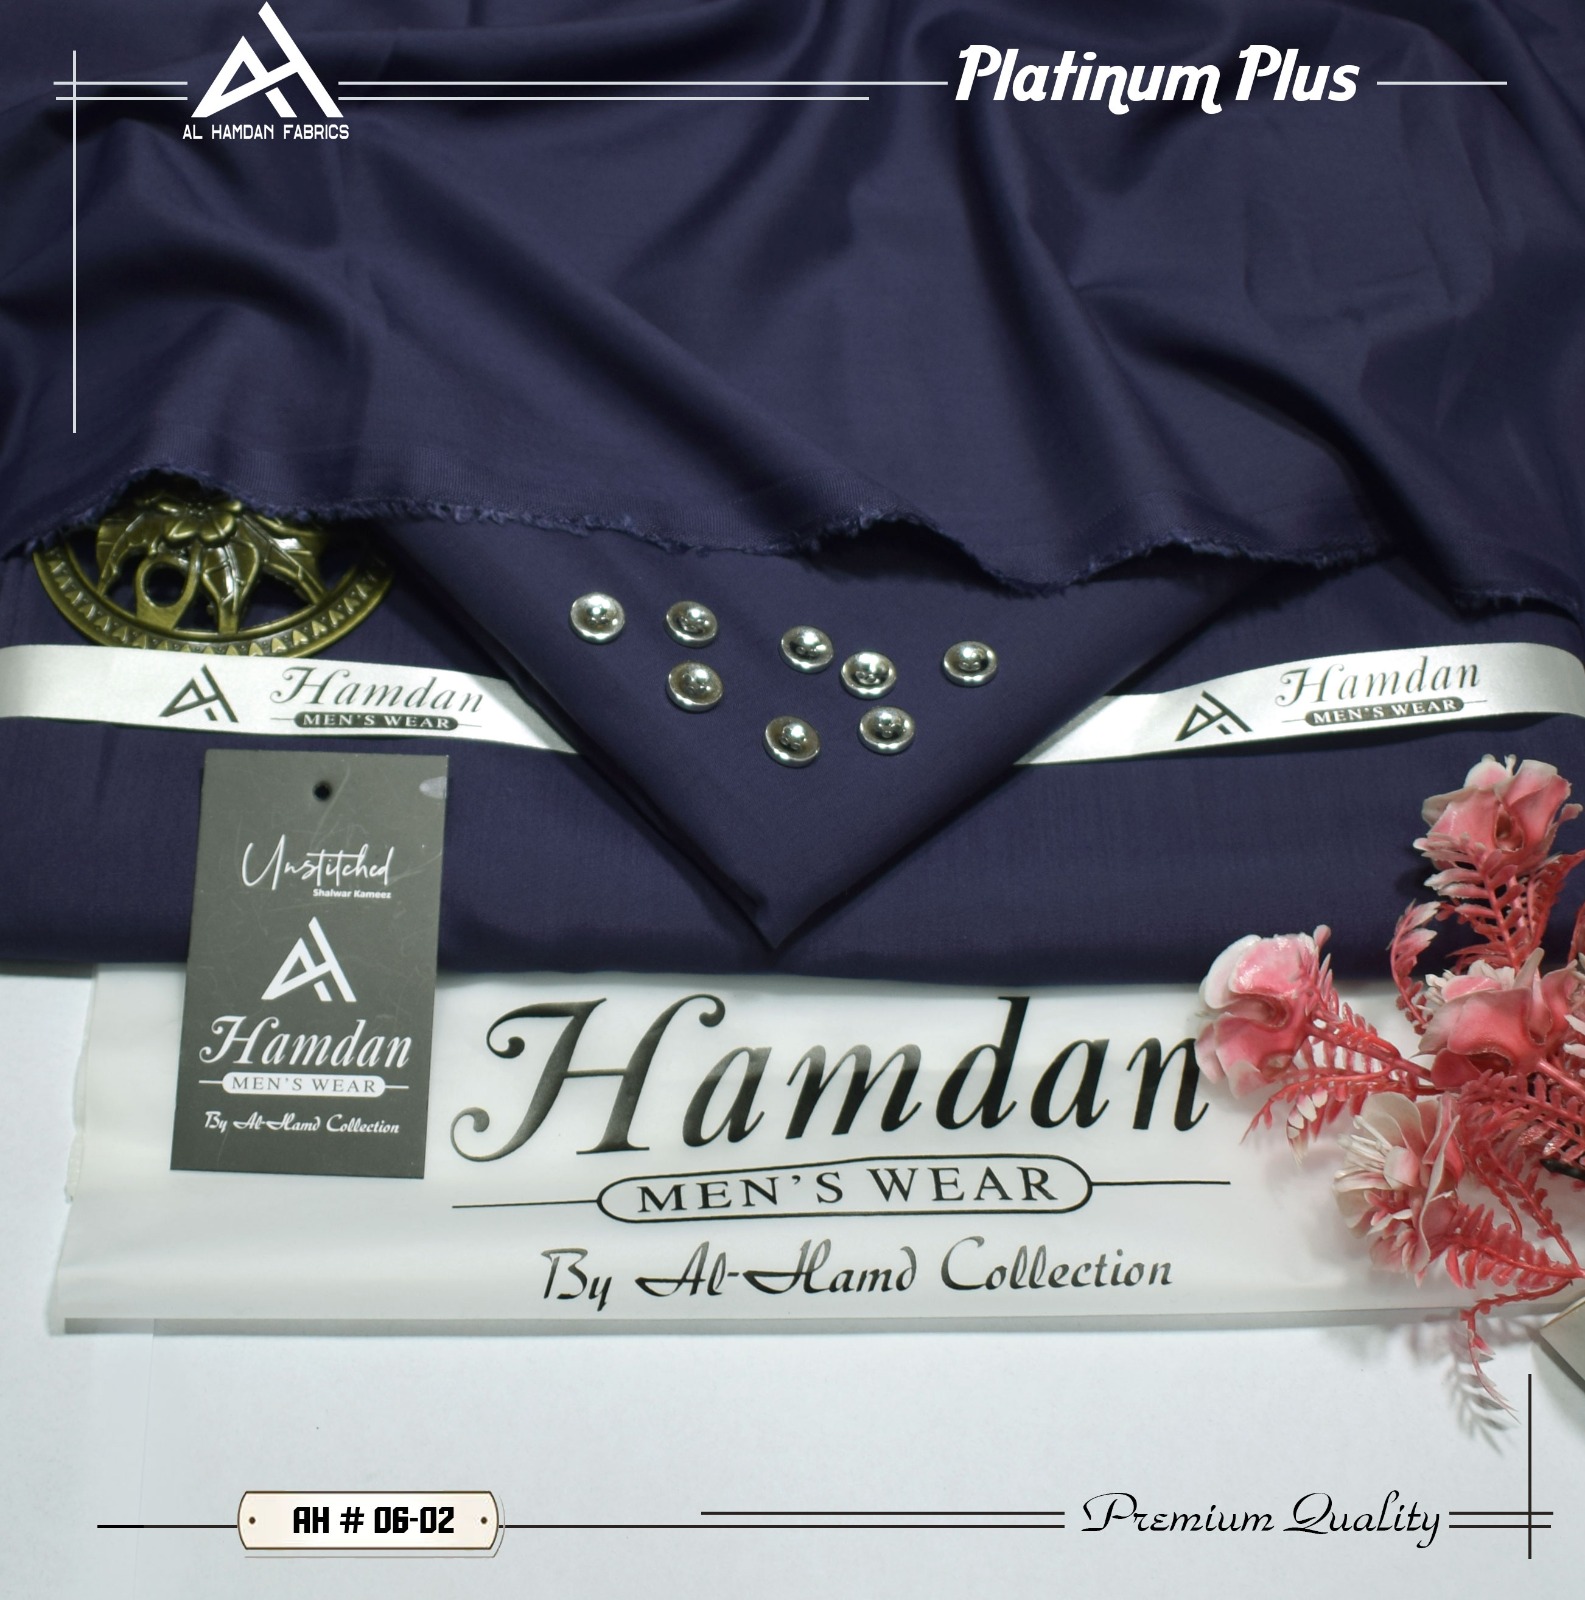 AL HAMDAN FABRICS
Platinum Plus
Hamdan
MEN'S WEAR
Hamdan
MEN'S WEAR
Unstitched
Shalwar Kameez
Hamdan
MEN'S WEAR
By Al-Hamd Collection
Hamdan
MEN'S WEAR
By Al-Hamd Collection
AH # 06-02
Premium Quality